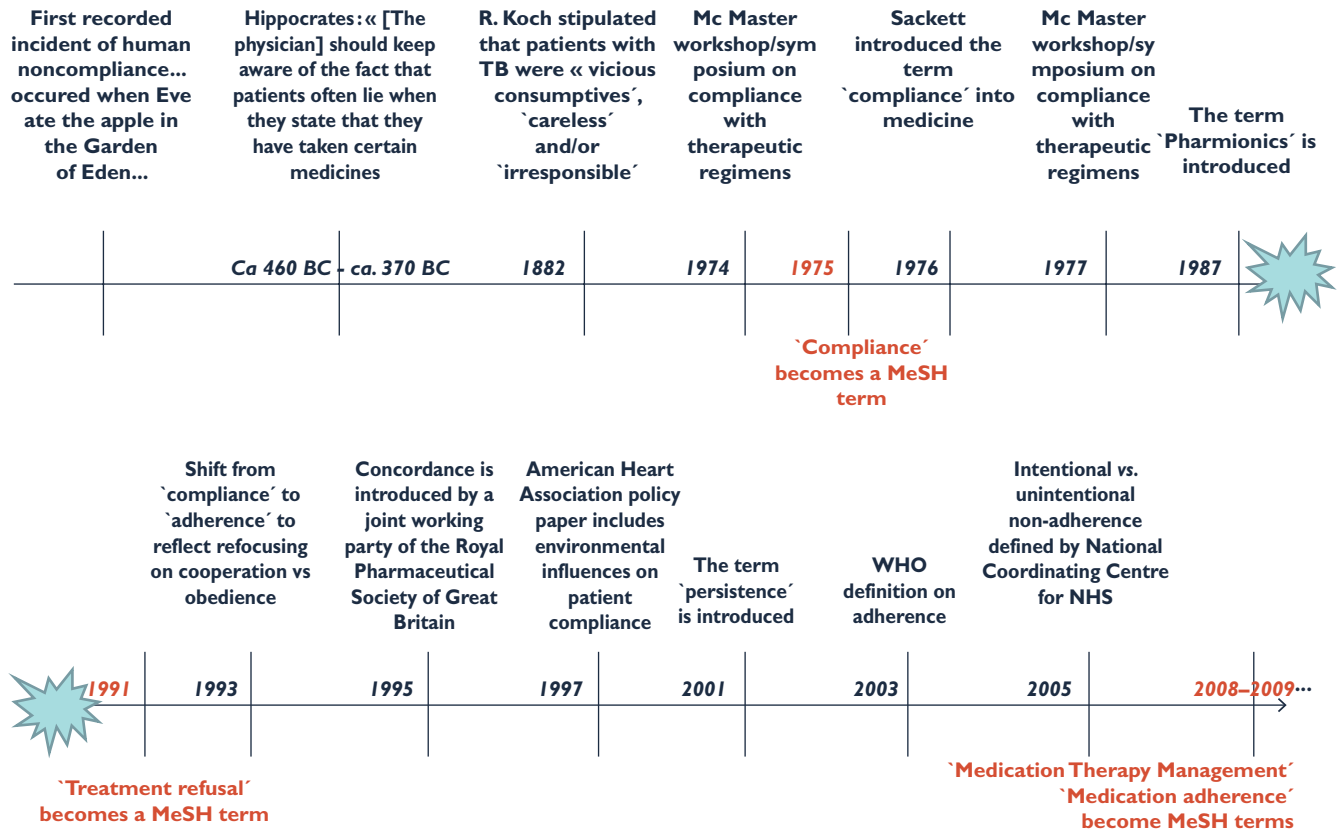 First recorded
incident of human
noncompliance...
occured when Eve
ate the apple in
the Garden
of Eden...
Hippocrates: « [The
physician] should keep
aware of the fact that
patients often lie when
they state that they
have taken certain
medicines
R. Koch stipulated
that patients with
TB were « vicious
consumptives´,
`careless´
and/or
`irresponsible´
Mc Master
workshop/sym
posium on
compliance
with
therapeutic
regimens
Sackett
introduced the
term
`compliance´ into
medicine
Mc Master
workshop/sy
mposium on
compliance
with
therapeutic
regimens
The term
`Pharmionics´ is
introduced
Ca 460 BC - ca. 370 BC
1882
1974
1975
1976
1977
1987
`Compliance´
becomes a MeSH
term
Shift from
`compliance´ to
`adherence´ to
reflect refocusing
on cooperation vs
obedience
Concordance is
introduced by a
joint working
party of the Royal
Pharmaceutical
Society of Great
Britain
American Heart
Association policy
paper includes
environmental
influences on
patient
compliance
The term
`persistence´
is introduced
WHO
definition on
adherence
Intentional vs.
unintentional
non-adherence
defined by National
Coordinating Centre
for NHS
1991
1993
1995
1997
2001
2003
2005
2008–2009...
`Treatment refusal´
becomes a MeSH term
`Medication Therapy Management´
`Medication adherence´
become MeSH terms